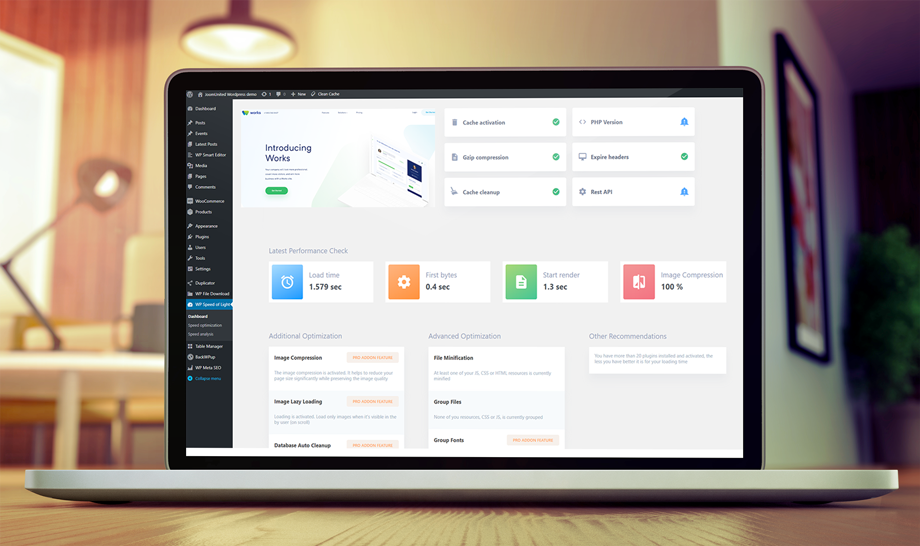 JoomUnited Wordpress demo 1 0 New Clean Cache
Dashboard
Posts
Events
Latest Posts
WP Smart Editor
Media
Pages
Comments
WooCommerce
Products
Appearance
Plugins
Users
Tools
Settings
Duplicator
WP File Download
WP Speed of Light
Dashboard
Speed optimization
Speed analysis
Table Manager
BackWPup
WP Meta SEO
Collapse menu
works
Introducing
Works
Cache activation
PHP Version
Gzip compression
Expire headers
Cache cleanup
Rest API
Latest Performance Check
Load time
1.579 sec
First bytes
0.4 sec
Start render
1.3 sec
Image Compression
100 %
Additional Optimization
Image Compression
PRO ADDON FEATURE
The image compression is activated. It helps to reduce your
page size significantly while preserving the image quality
Image Lazy Loading
PRO ADDON FEATURE
Loading is activated. Load only images when it's visible in the
by user (on scroll)
Database Auto Cleanup
PRO ADDON FEATURE
Advanced Optimization
File Minification
At least one of your JS, CSS or HTML resources is currently
minified
Group Files
None of you resources, CSS or JS, is currently grouped
Group Fonts
PRO ADDON FEATURE
Other Recommendations
You have more than 20 plugins installed and activated, the
less you have better it is for your loading time